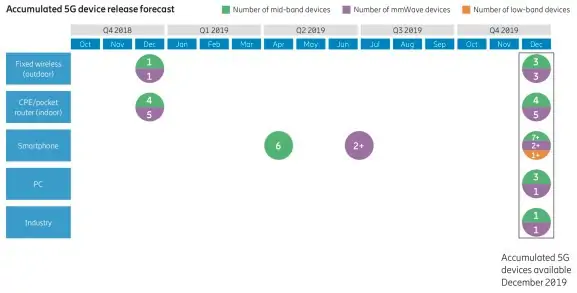 Accumulated 5G device release forecast
Number of mid-band devices Number of mmWave devices Number of low-band devices
Q4 2018 Q1 2019 Q2 2019 Q3 2019 Q4 2019
Oct Nov Dec Jan Feb Mar Apr May Jun Jul Aug Sep Oct Nov Dec
Fixed wireless
(outdoor)
1
1
3
3
CPE/pocket
router (indoor)
4
5
4
5
Smartphone
6
2+
7+
2+
1+
PC
3
1
Industry
1
1
Accumulated 5G
devices available
December 2019